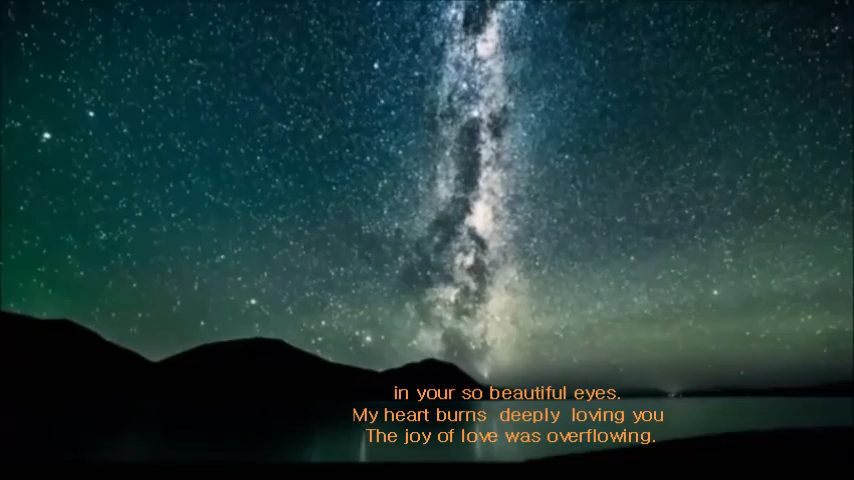 in your so beautiful eyes.
My heart burns  deeply  loving you
The joy of love was overflowing.